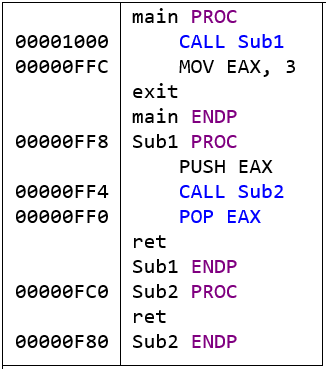 main PROC
00001000 CALL Sub1
00000FFC MOV EAX, 3
exit
main ENDP
00000FF8 Sub1 PROC
PUSH EAX
00000FF4 CALL Sub2
00000FF0 POP EAX
ret
Sub1 ENDP
00000FC0 Sub2 PROC
ret
00000F80 Sub2 ENDP